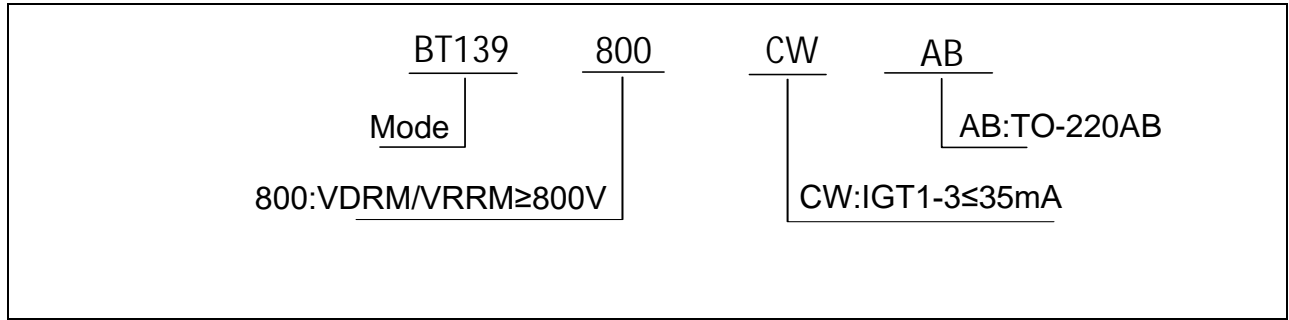 BT139 800 CW AB
Mode AB:TO-220AB
800:VDRM/VRRM≥800V CW:IGT1-3≤35mA